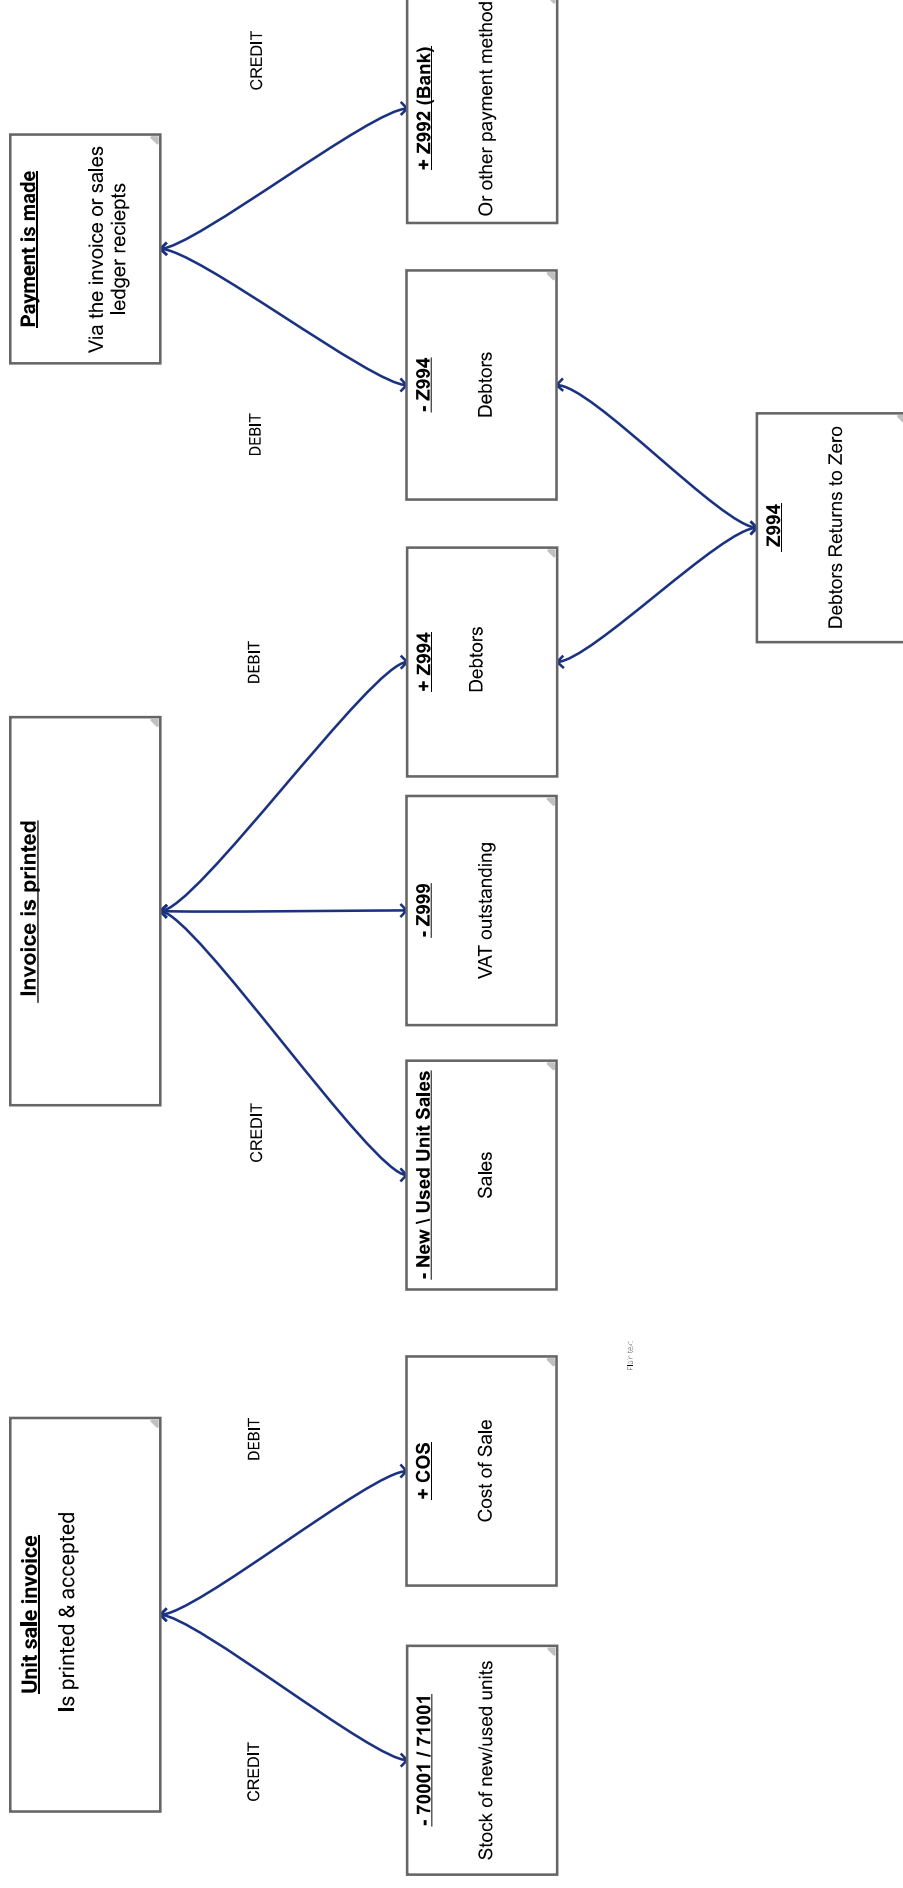 Unit sale invoice
Is printed & accepted
CREDIT
DEBIT
- 70001 / 71001
Stock of new/used units
+ COS
Cost of Sale
Invoice is printed
CREDIT
DEBIT
- New \ Used Unit Sales
Sales
- Z999
VAT outstanding
+ Z994
Debtors
Payment is made
Via the invoice or sales
ledger reciepts
DEBIT
CREDIT
- Z994
Debtors
+ Z992 (Bank)
Or other payment method
Z994
Debtors Returns to Zero
Plain text